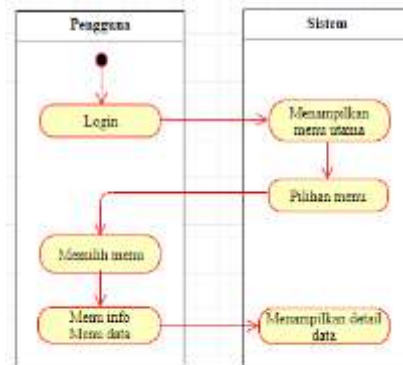 Pengguna
Sistem
Login
Menampilkan
menu utama
Pilihan menu
Memilih menu
Menu info
Menu data
Menampilkan detail
data